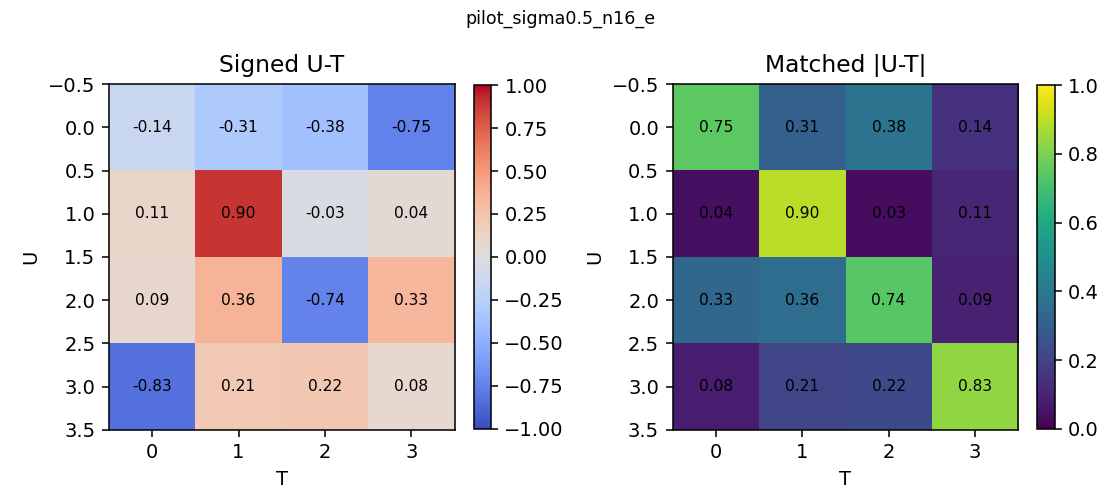 pilot_sigma0.5_n16_e
Signed U-T
Matched |U-T|
−0.5
0.0
0.5
1.0
1.5
2.0
2.5
3.0
3.5
U
-0.14 -0.31 -0.38 -0.75
0.11 0.90 -0.03 0.04
0.09 0.36 -0.74 0.33
-0.83 0.21 0.22 0.08
0 1 2 3
T
1.00
0.75
0.50
0.25
0.00
−0.25
−0.50
−0.75
−1.00
−0.5
0.0
0.5
1.0
1.5
2.0
2.5
3.0
3.5
U
0.75 0.31 0.38 0.14
0.04 0.90 0.03 0.11
0.33 0.36 0.74 0.09
0.08 0.21 0.22 0.83
0 1 2 3
T
1.0
0.8
0.6
0.4
0.2
0.0